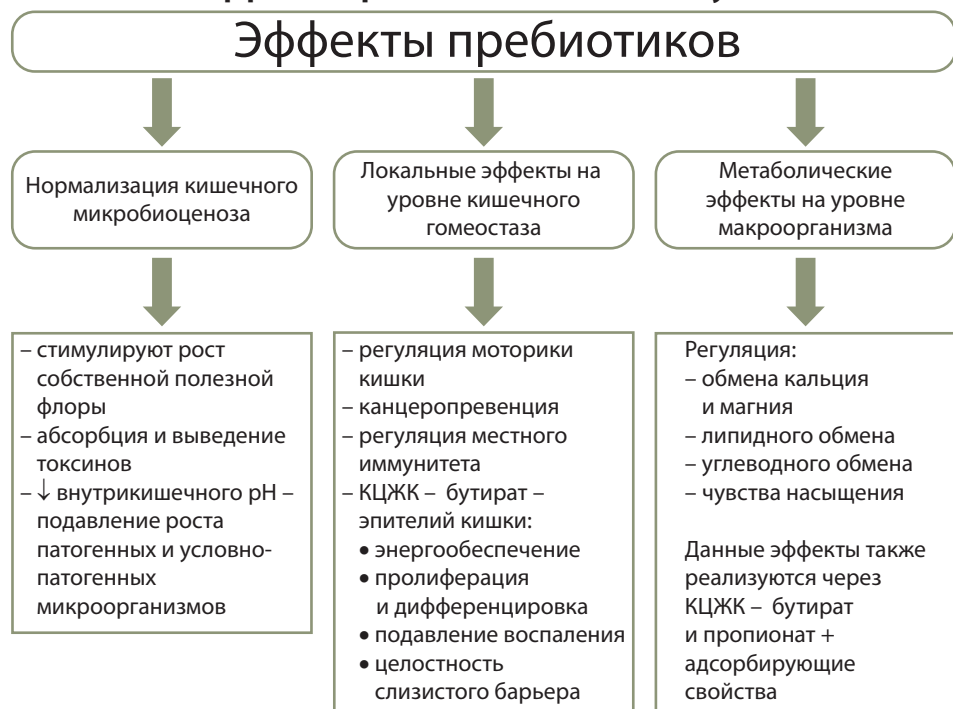 Эффекты пребиотиков
Нормализация кишечного
микробиоценоза
Локальные эффекты на
уровне кишечного
гомеостаза
Метаболические
эффекты на уровне
макроорганизма
– стимулируют рост
собственной полезной
флоры
– абсорбция и выведение
токсинов
– ↓ внутрикишечного pH –
подавление роста
патогенных и условно-
патогенных
микроорганизмов
– регуляция моторики
кишки
– канцеропревенция
– регуляция местного
иммунитета
– КЦЖК – бутират –
эпителий кишки:
• энергообеспечение
• пролиферация
и дифференцировка
• подавление воспаления
• целостность
слизистого барьера
Регуляция:
– обмена кальция
и магния
– липидного обмена
– углеводного обмена
– чувства насыщения
Данные эффекты также
реализуются через
КЦЖК – бутират
и пропионат +
адсорбирующие
свойства